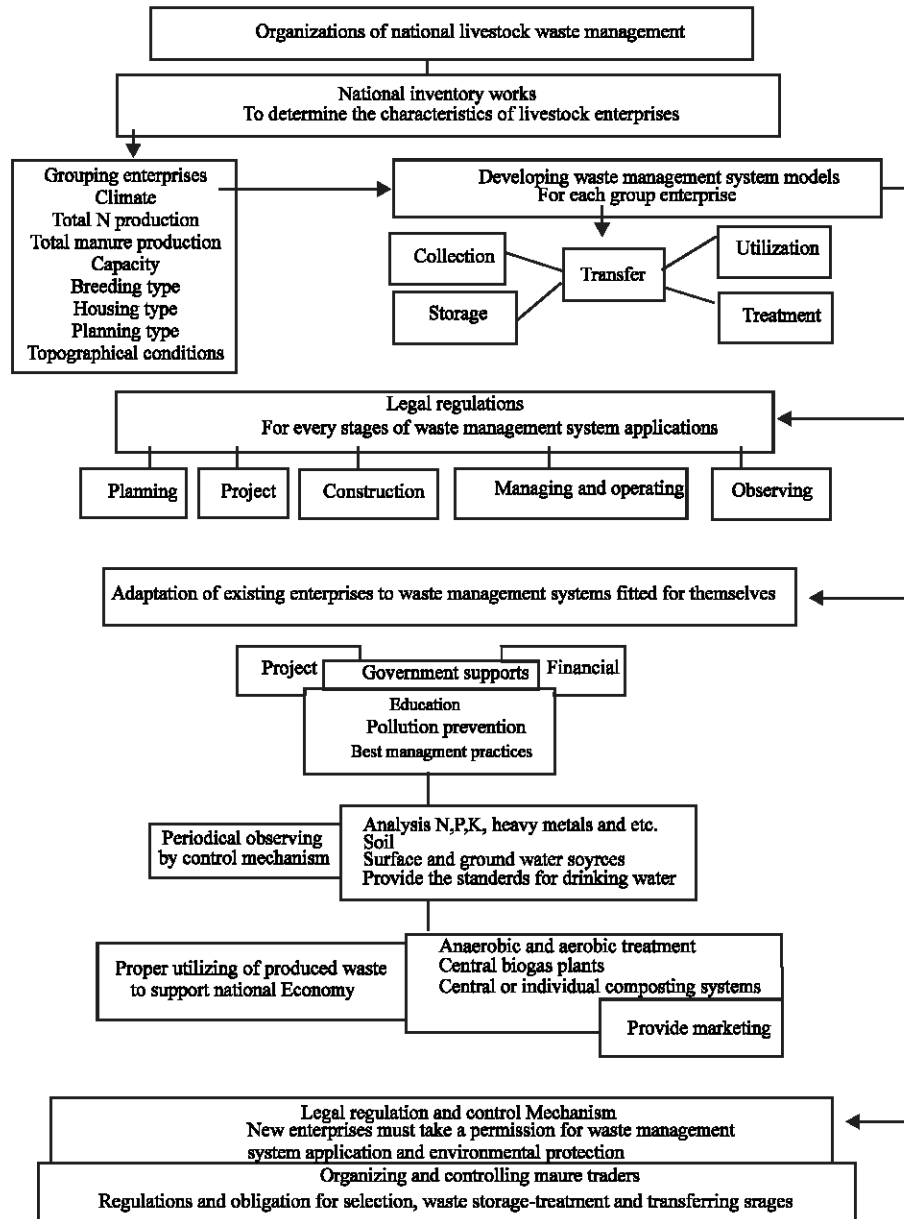 Organizations of national livestock waste management
National inventory works
To determine the characteristics of livestock enterprises
Grouping enterprises
Climate
Total N production
Total manure production
Capacity
Breeding type
Housing type
Planning type
Topographical conditions
Developing waste management system models
For each group enterprise
Collection
Storage
Transfer
Utilization
Treatment
Legal regulations
For every stages of waste management system applications
Planning
Project
Construction
Managing and operating
Observing
Adaptation of existing enterprises to waste management systems fitted for themselves
Project
Government supports
Financial
Education
Pollution prevention
Best managment practices
Periodical observing
by control mechanism
Analysis N,P,K, heavy metals and etc.
Soil
Surface and ground water soyrces
Provide the standerds for drinking water
Proper utilizing of produced waste
to support national Economy
Anaerobic and aerobic treatment
Central biogas plants
Central or individual composting systems
Provide marketing
Legal regulation and control Mechanism
New enterprises must take a permission for waste management
system application and environmental protection
Organizing and controlling maure traders
Regulations and obligation for selection, waste storage-treatment and transferring srages